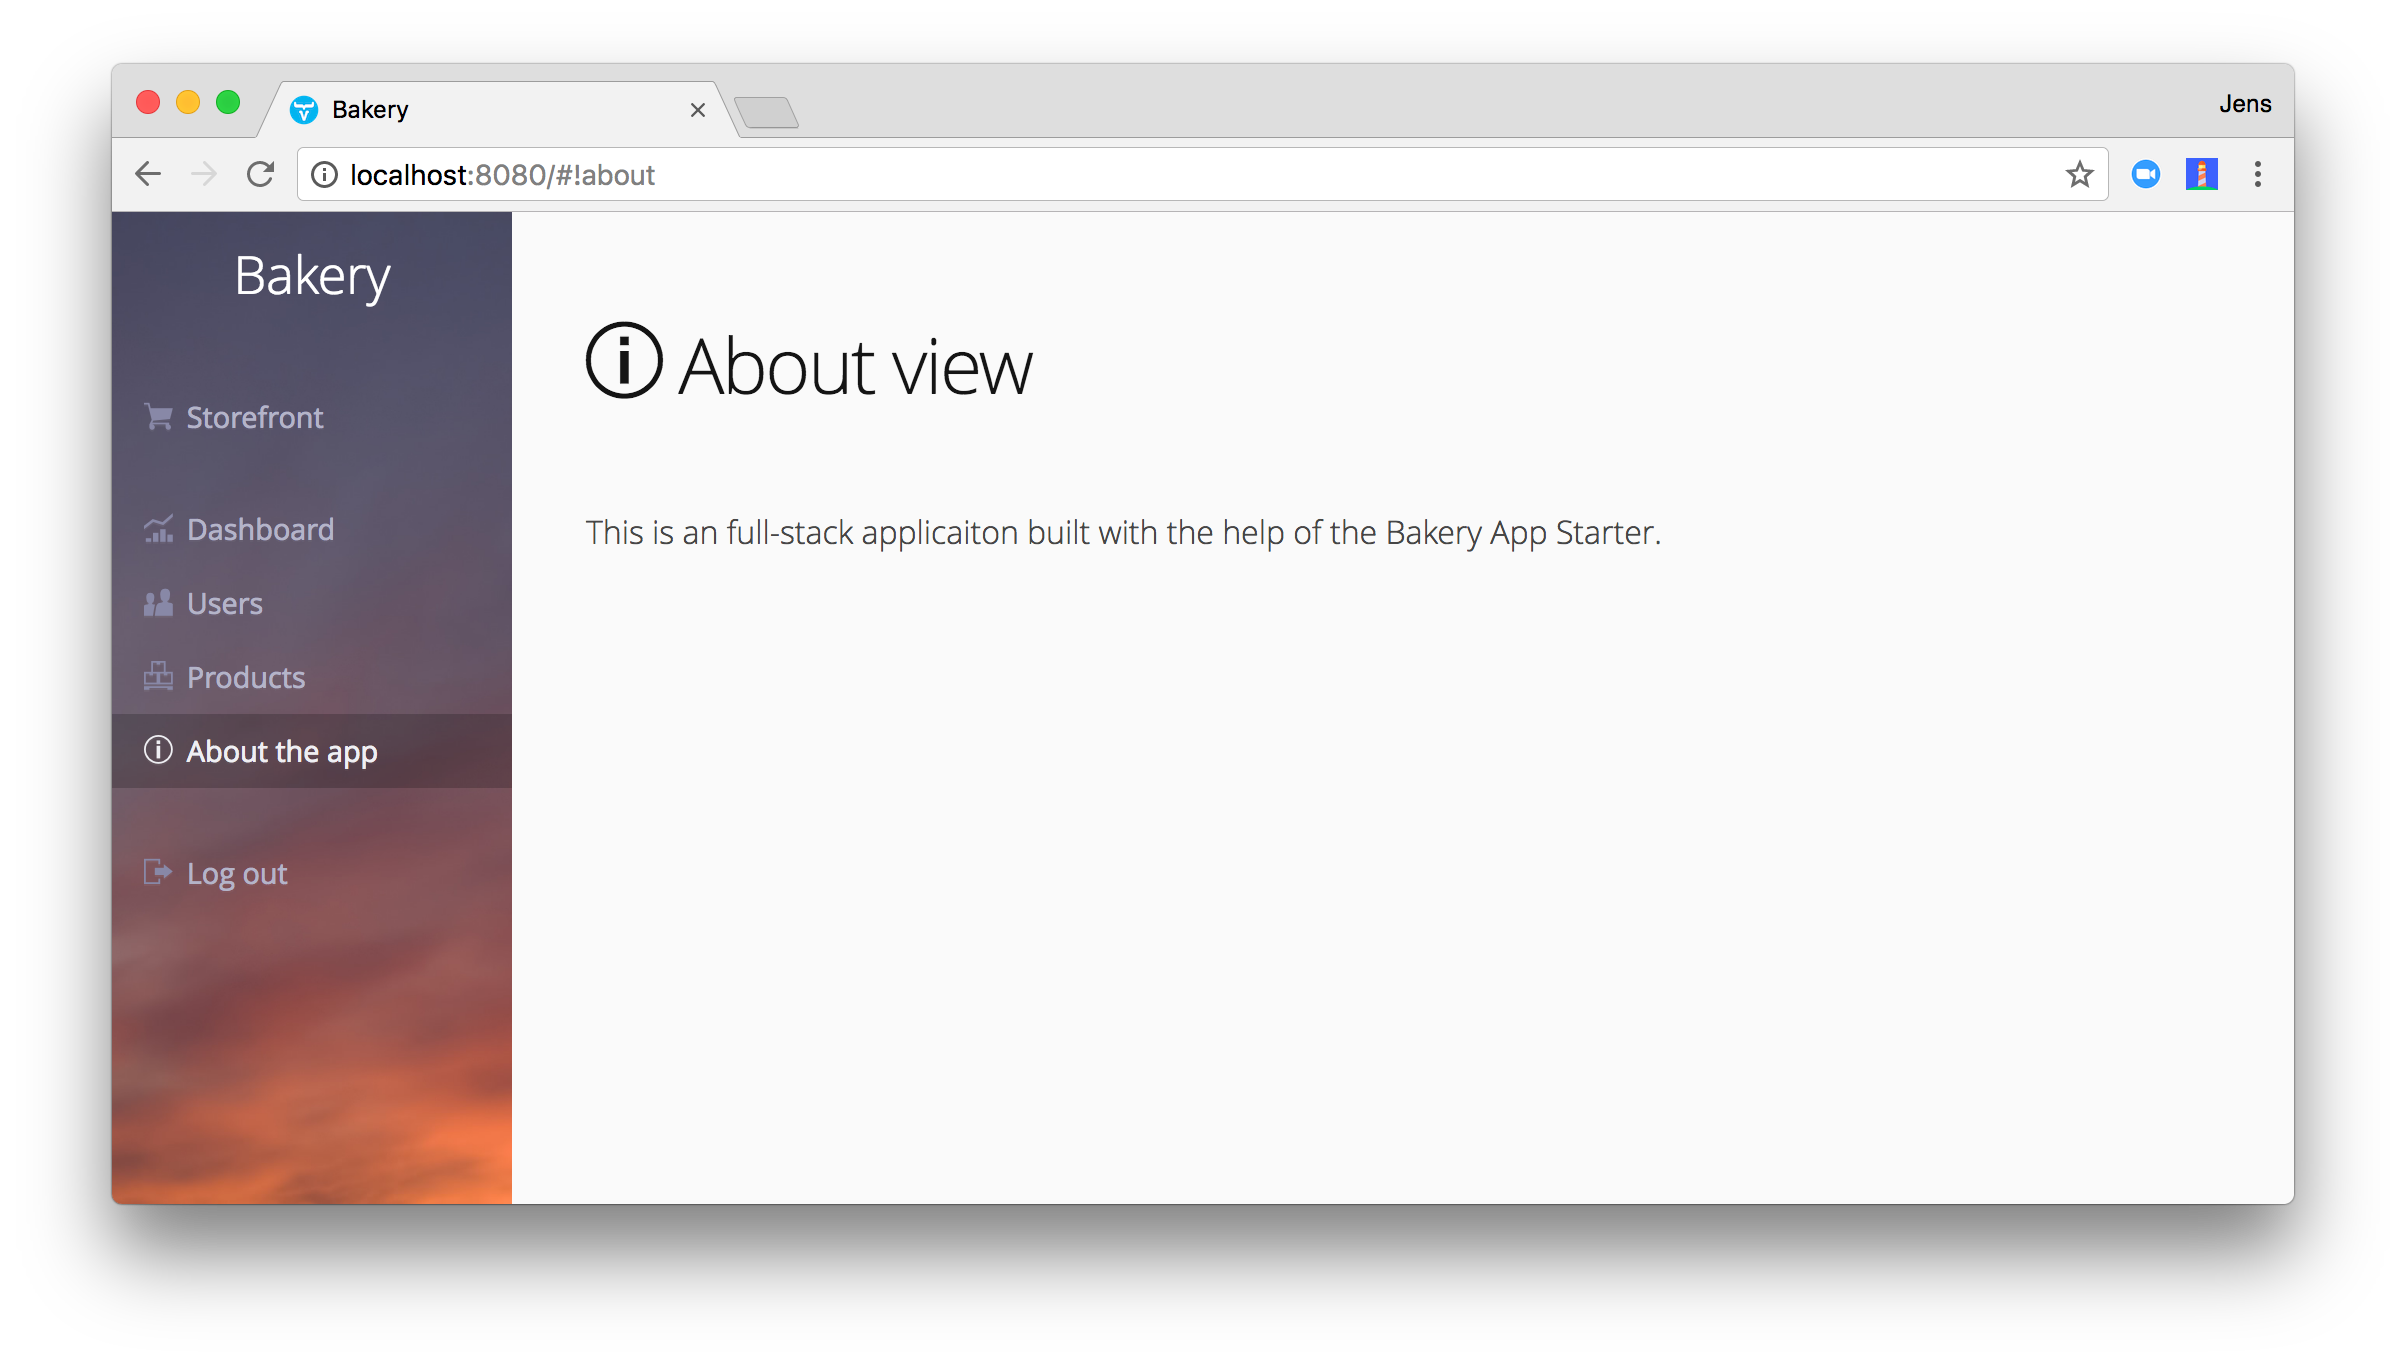 Bakery
Jens
localhost:8080/#!about
Bakery
Storefront
Dashboard
Users
Products
About the app
Log out
About view
This is an full-stack applicaiton built with the help of the Bakery App Starter.